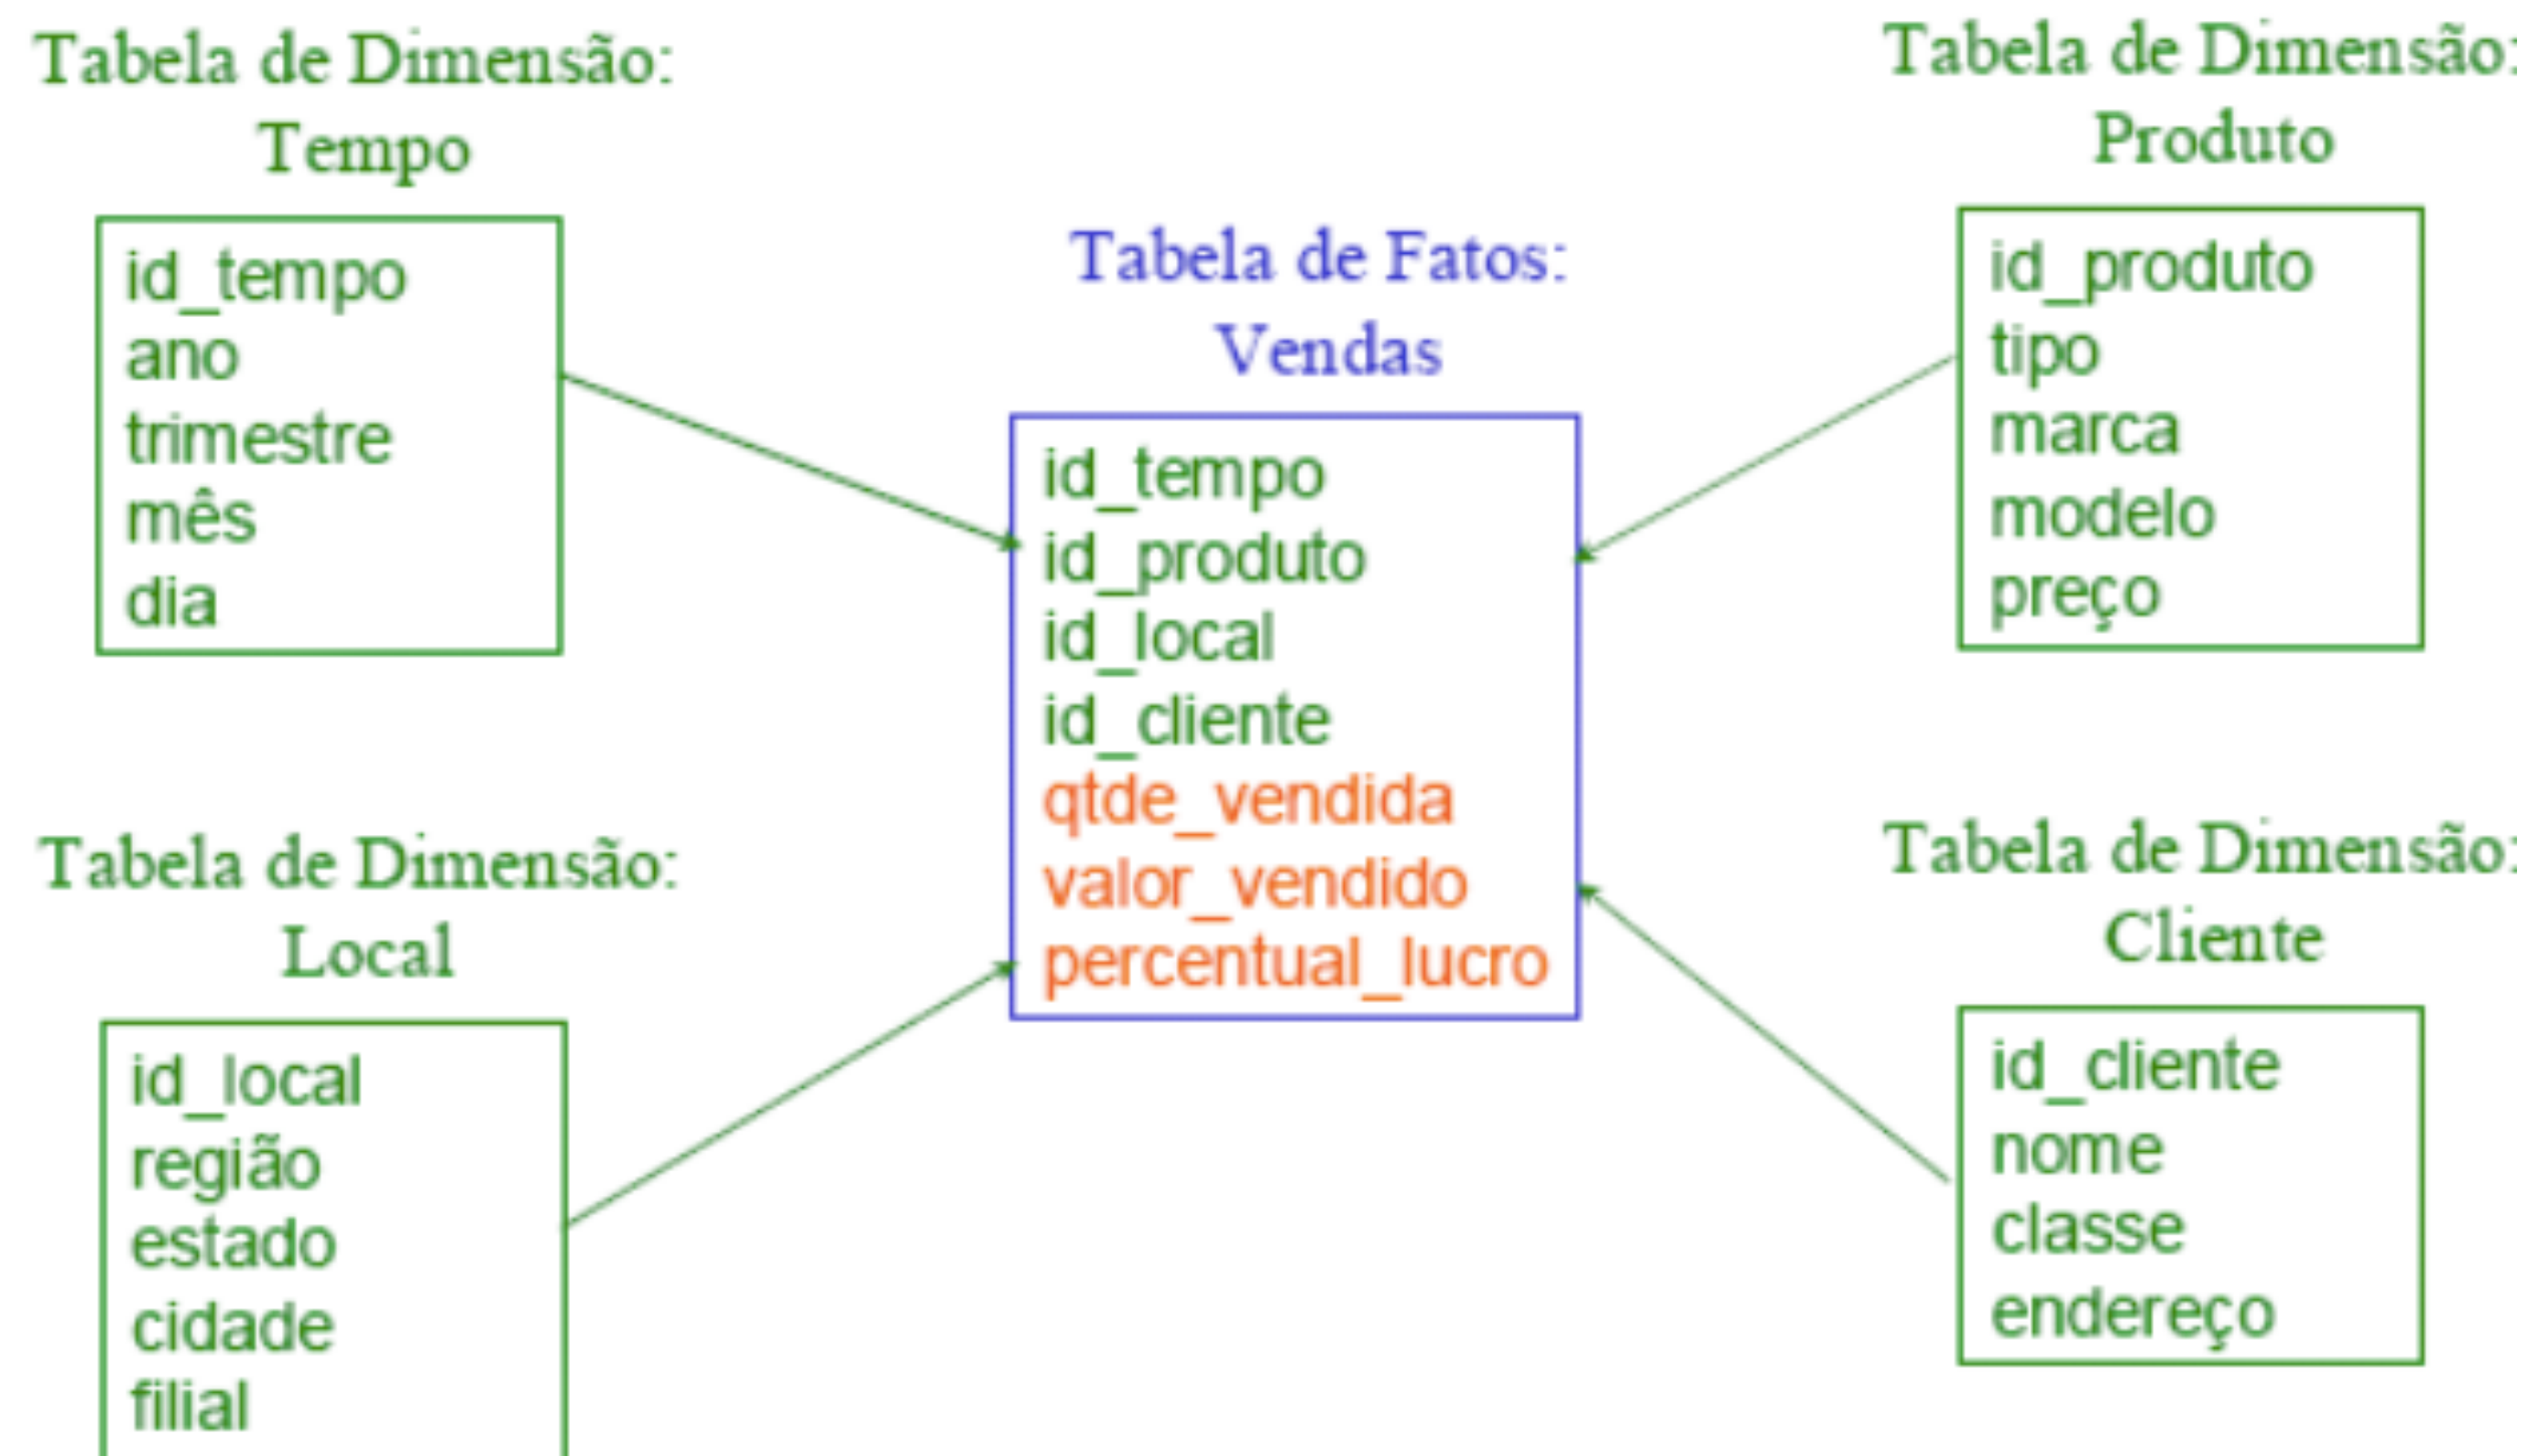 Tabela de Dimensão:
Tempo
id_tempo
ano
trimestre
mês
dia
Tabela de Fatos:
Vendas
id_tempo
id_produto
id_local
id_cliente
qtde_vendida
valor_vendido
percentual_lucro
Tabela de Dimensão:
Produto
id_produto
tipo
marca
modelo
preço
Tabela de Dimensão:
Local
id_local
região
estado
cidade
filial
Tabela de Dimensão:
Cliente
id_cliente
nome
classe
endereço